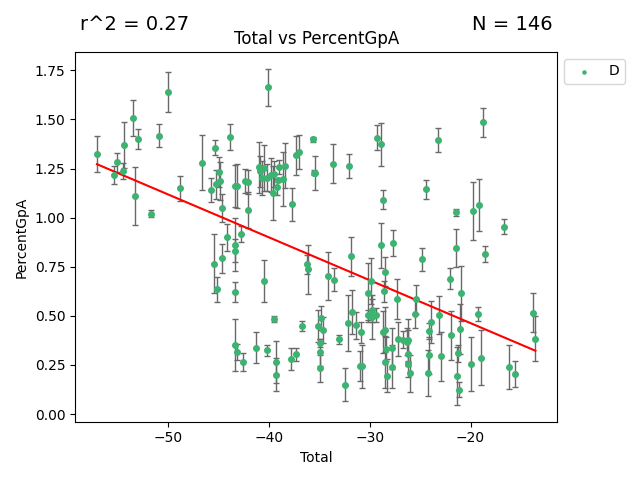 r^2 = 0.27
N = 146
Total vs PercentGpA
D
1.75
1.50
1.25
1.00
0.75
0.50
0.25
0.00
PercentGpA
−50
−40
−30
−20
Total